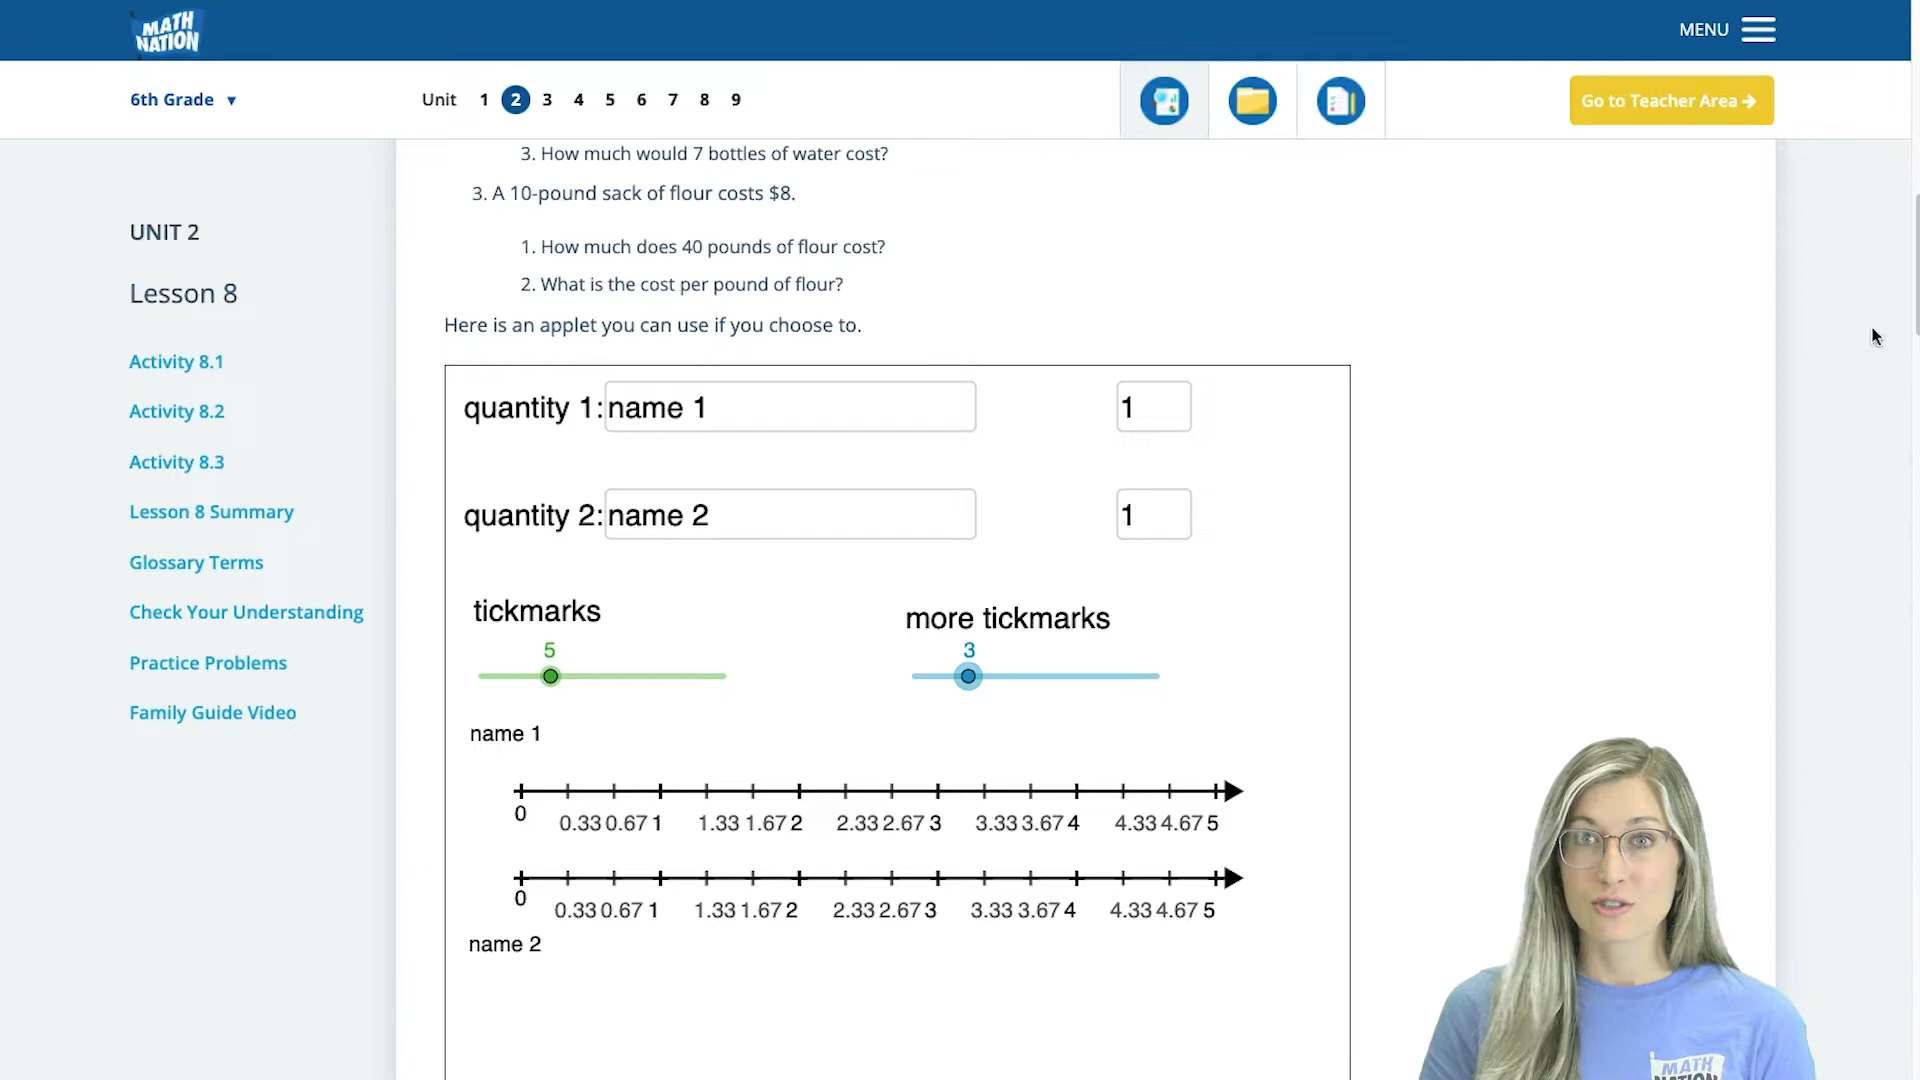 MATH
NATION
MENU
6th Grade ▼
Unit 1 2 3 4 5 6 7 8 9
Go to Teacher Area →
3. How much would 7 bottles of water cost?
3. A 10-pound sack of flour costs $8.
1. How much does 40 pounds of flour cost?
2. What is the cost per pound of flour?
Here is an applet you can use if you choose to.
UNIT 2
Lesson 8
Activity 8.1
Activity 8.2
Activity 8.3
Lesson 8 Summary
Glossary Terms
Check Your Understanding
Practice Problems
Family Guide Video
quantity 1: name 1 1
quantity 2: name 2 1
tickmarks
5
more tickmarks
3
name 1
0 0.33 0.67 1 1.33 1.67 2 2.33 2.67 3 3.33 3.67 4 4.33 4.67 5
0 0.33 0.67 1 1.33 1.67 2 2.33 2.67 3 3.33 3.67 4 4.33 4.67 5
name 2
MATH
NATION